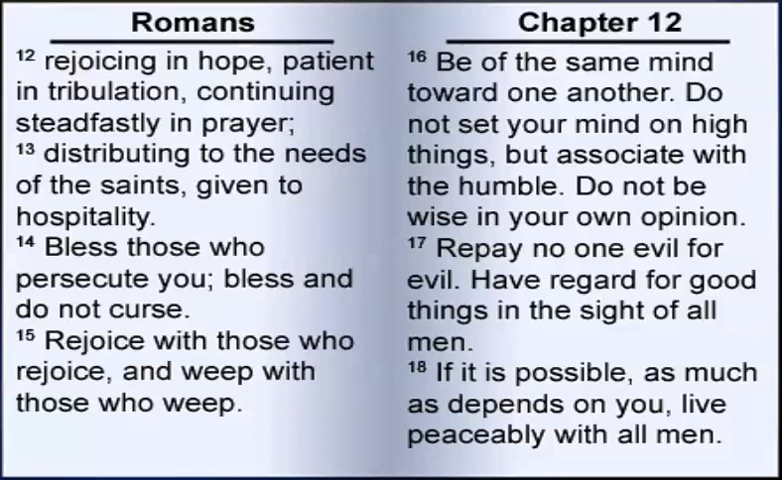 Romans
¹² rejoicing in hope, patient
in tribulation, continuing
steadfastly in prayer;
¹³ distributing to the needs
of the saints, given to
hospitality.
¹⁴ Bless those who
persecute you; bless and
do not curse.
¹⁵ Rejoice with those who
rejoice, and weep with
those who weep.
Chapter 12
¹⁶ Be of the same mind
toward one another. Do
not set your mind on high
things, but associate with
the humble. Do not be
wise in your own opinion.
¹⁷ Repay no one evil for
evil. Have regard for good
things in the sight of all
men.
¹⁸ If it is possible, as much
as depends on you, live
peaceably with all men.